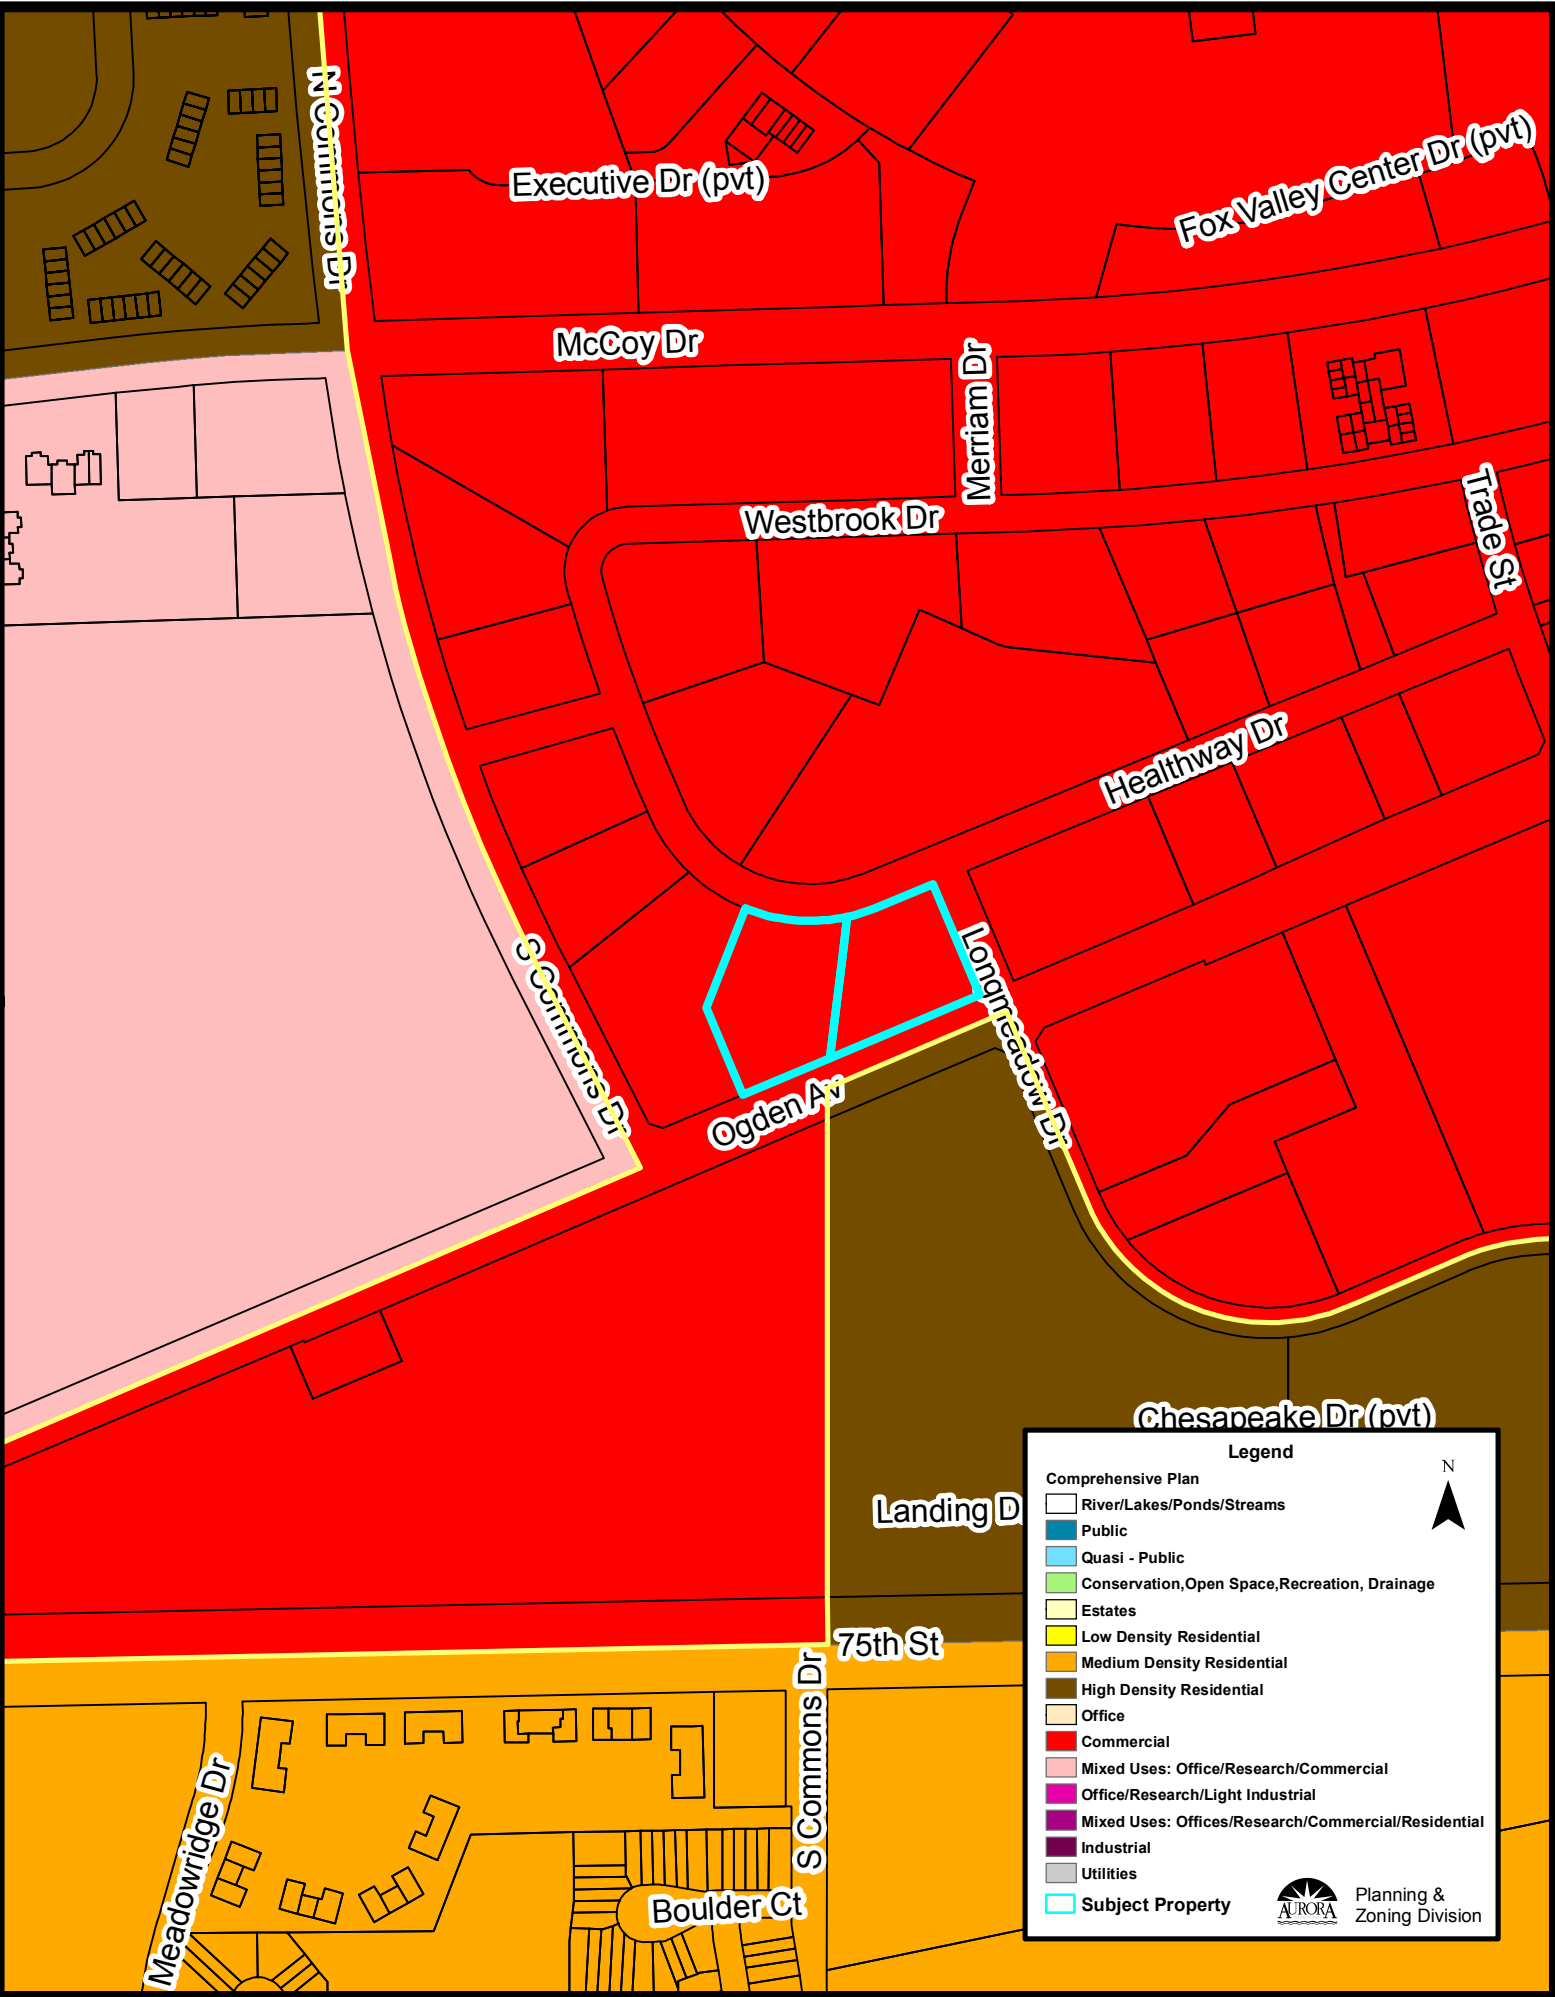 N Commons Dr
Executive Dr (pvt)
Fox Valley Center Dr (pvt)
McCoy Dr
Merriam Dr
Westbrook Dr
Trade St
Healthway Dr
S Commons Dr
Longmeadow Dr
Ogden Av
Chesapeake Dr (pvt)
Landing D
75th St
S Commons Dr
Meadowridge Dr
Boulder Ct
Legend
Comprehensive Plan
N
River/Lakes/Ponds/Streams
Public
Quasi - Public
Conservation,Open Space,Recreation, Drainage
Estates
Low Density Residential
Medium Density Residential
High Density Residential
Office
Commercial
Mixed Uses: Office/Research/Commercial
Office/Research/Light Industrial
Mixed Uses: Offices/Research/Commercial/Residential
Industrial
Utilities
Subject Property
AURORA
Planning &
Zoning Division